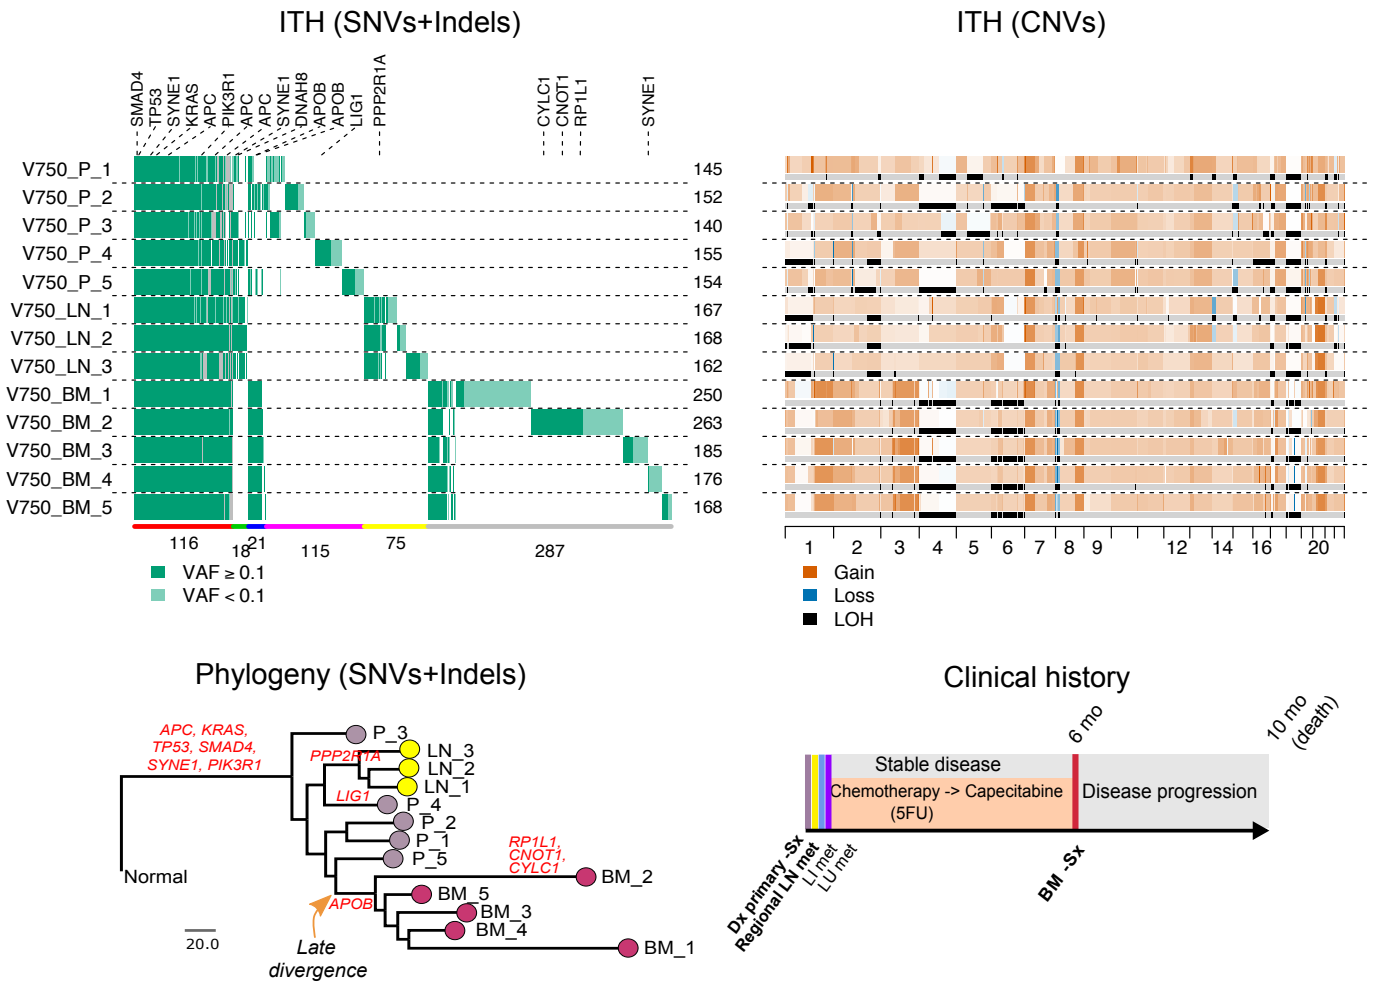 ITH (SNVs+Indels)
SMAD4
TP53
SYNE1
KRAS
APC
PIK3R1
APC
APC
SYNE1
DNAH8
APOB
APOB
LIG1
PPP2R1A
CYLC1
CNOT1
RP1L1
SYNE1
V750_P_1 145
V750_P_2 152
V750_P_3 140
V750_P_4 155
V750_P_5 154
V750_LN_1 167
V750_LN_2 168
V750_LN_3 162
V750_BM_1 250
V750_BM_2 263
V750_BM_3 185
V750_BM_4 176
V750_BM_5 168
116 18 21 115 75 287
VAF ≥ 0.1
VAF < 0.1
ITH (CNVs)
1 2 3 4 5 6 7 8 9 12 14 16 20
Gain
Loss
LOH
Phylogeny (SNVs+Indels)
APC, KRAS,
TP53, SMAD4,
SYNE1, PIK3R1
Normal
P_3
PPP2R1A
LN_3
LN_2
LN_1
LIG1
P_4
P_2
P_1
P_5
RP1L1,
CNOT1,
CYLC1
BM_2
APOB
BM_5
BM_3
BM_4
BM_1
20.0
Late
divergence
Clinical history
6 mo
10 mo
(death)
Stable disease
Chemotherapy -> Capecitabine
(5FU)
Disease progression
Dx primary -Sx
Regional LN met
LI met
LU met
BM -Sx